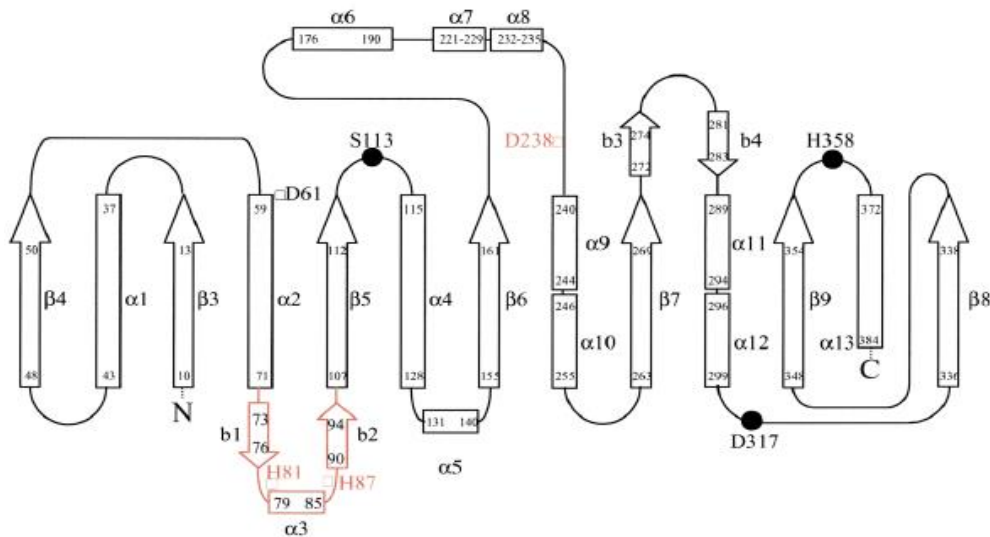 α6 α7 α8
176 190 221-229 232-235
S113 D238 b3 274 272 281 283 b4 H358
37 59 D61 115 240 289 372
50 13 112 161 α9 244 269 α11 294 354 338
β4 α1 β3 α2 β5 α4 β6 246 α10 β7 296 α12 β9 α13 384 β8
48 43 10 71 107 128 155 255 263 299 348 336
N C
b1 73 76 94 90 b2 131 140 D317
H81 H87 α5
79 85
α3